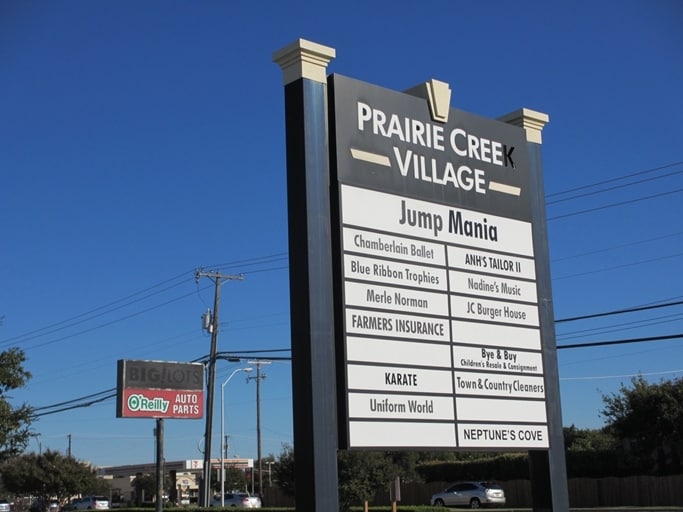 PRAIRIE CREEK
VILLAGE
Jump Mania
Chamberlain Ballet
Blue Ribbon Trophies
Merle Norman
FARMERS INSURANCE
KARATE
Uniform World
ANH'S TAILOR II
Nadine's Music
JC Burger House
Bye & Buy
Children's Resale & Consignment
Town & Country Cleaners
NEPTUNE'S COVE
BIG LOTS
O'Reilly AUTO
PARTS